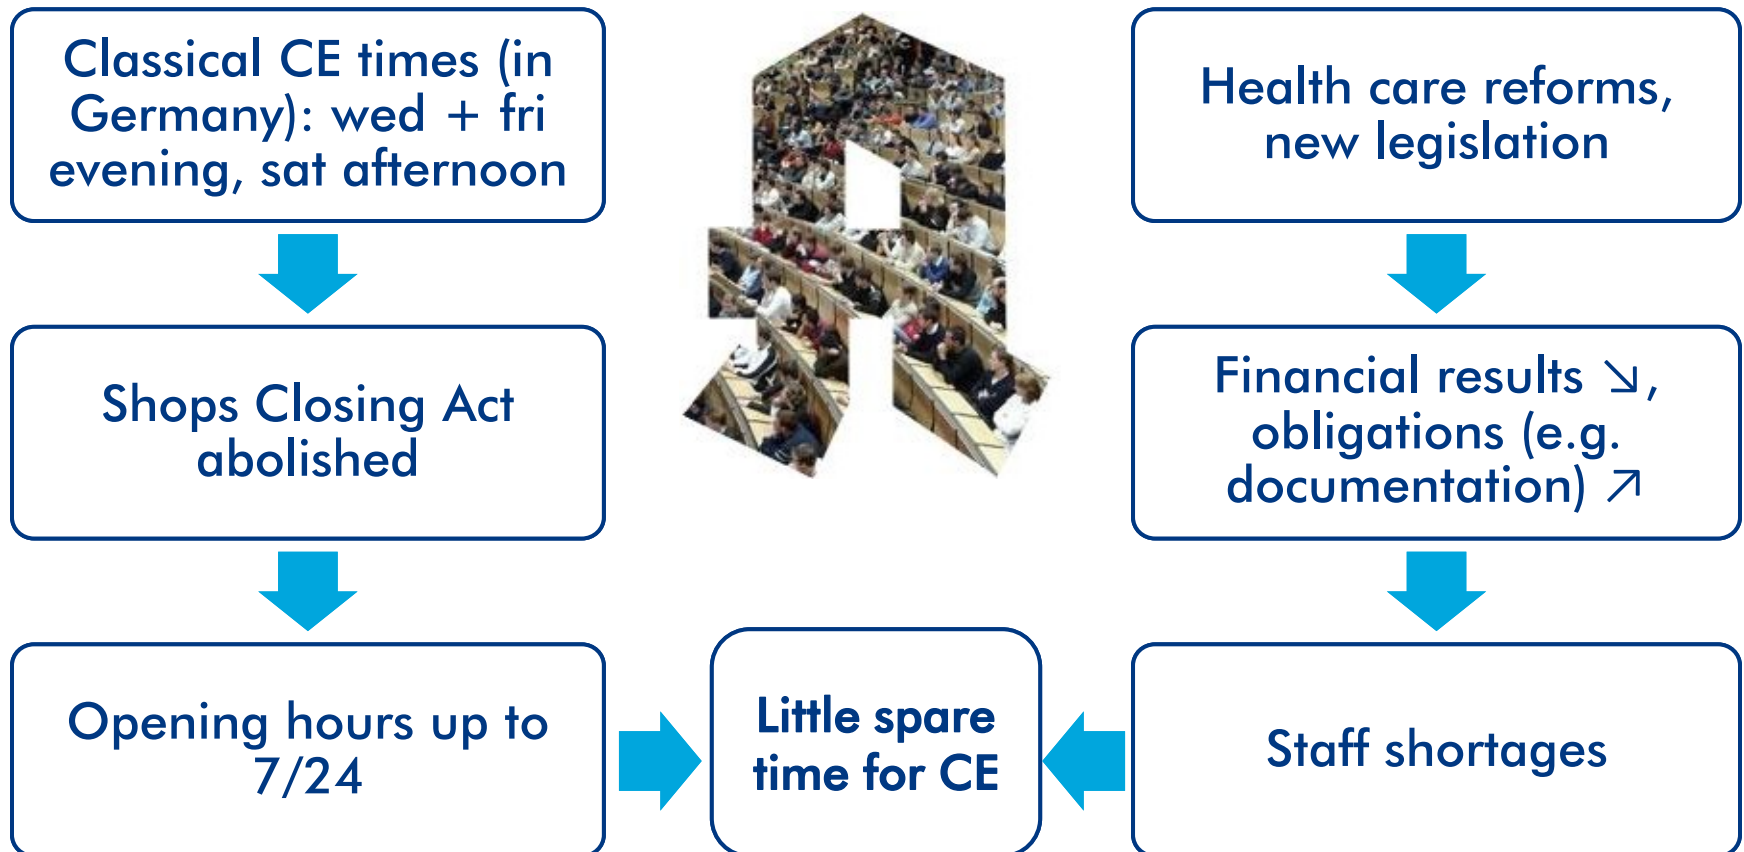 Classical CE times (in
Germany): wed + fri
evening, sat afternoon
Shops Closing Act
abolished
Opening hours up to
7/24
Little spare
time for CE
Health care reforms,
new legislation
Financial results ↘,
obligations (e.g.
documentation) ↗
Staff shortages